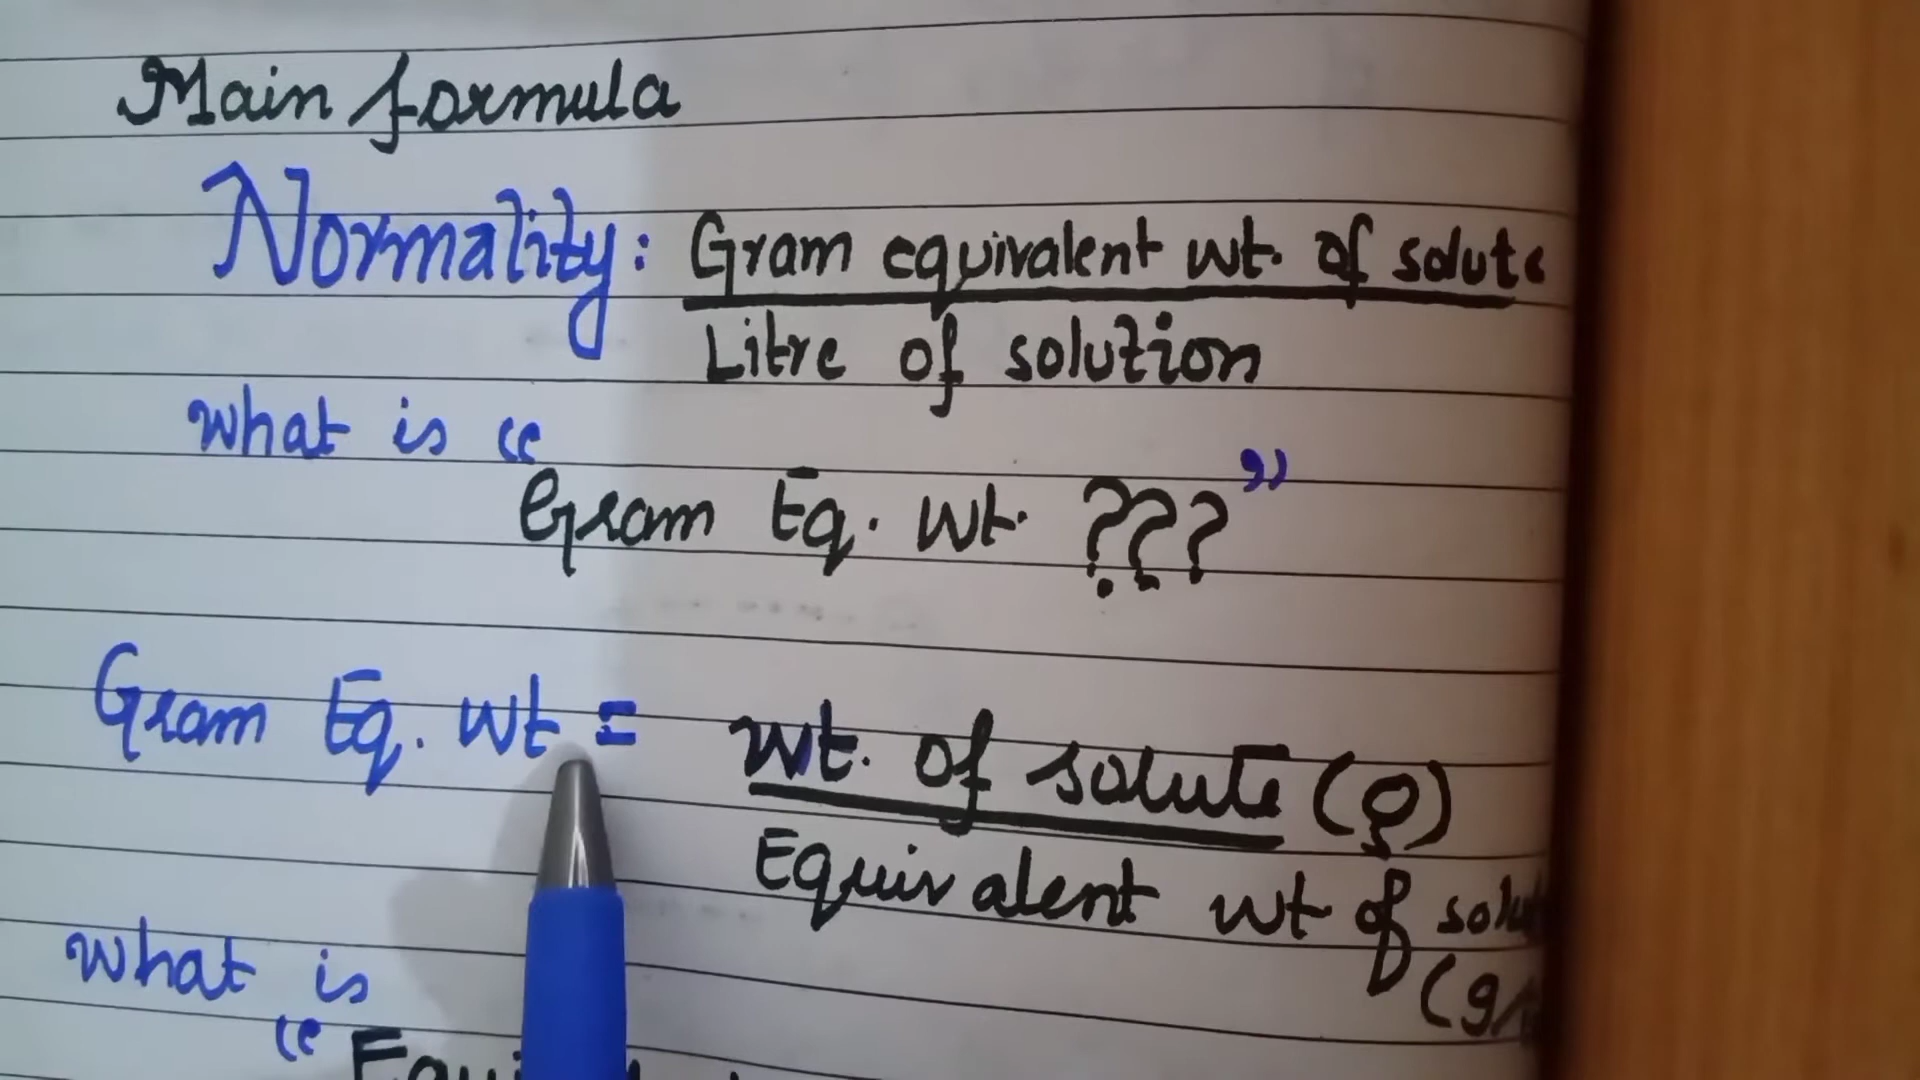 Main formula
Normality: Gram equivalent wt. of solute
Litre of solution
what is "
Gram Eq. Wt. ???"
Gram Eq. wt = wt. of solute (g)
Equivalent wt of
what is
"